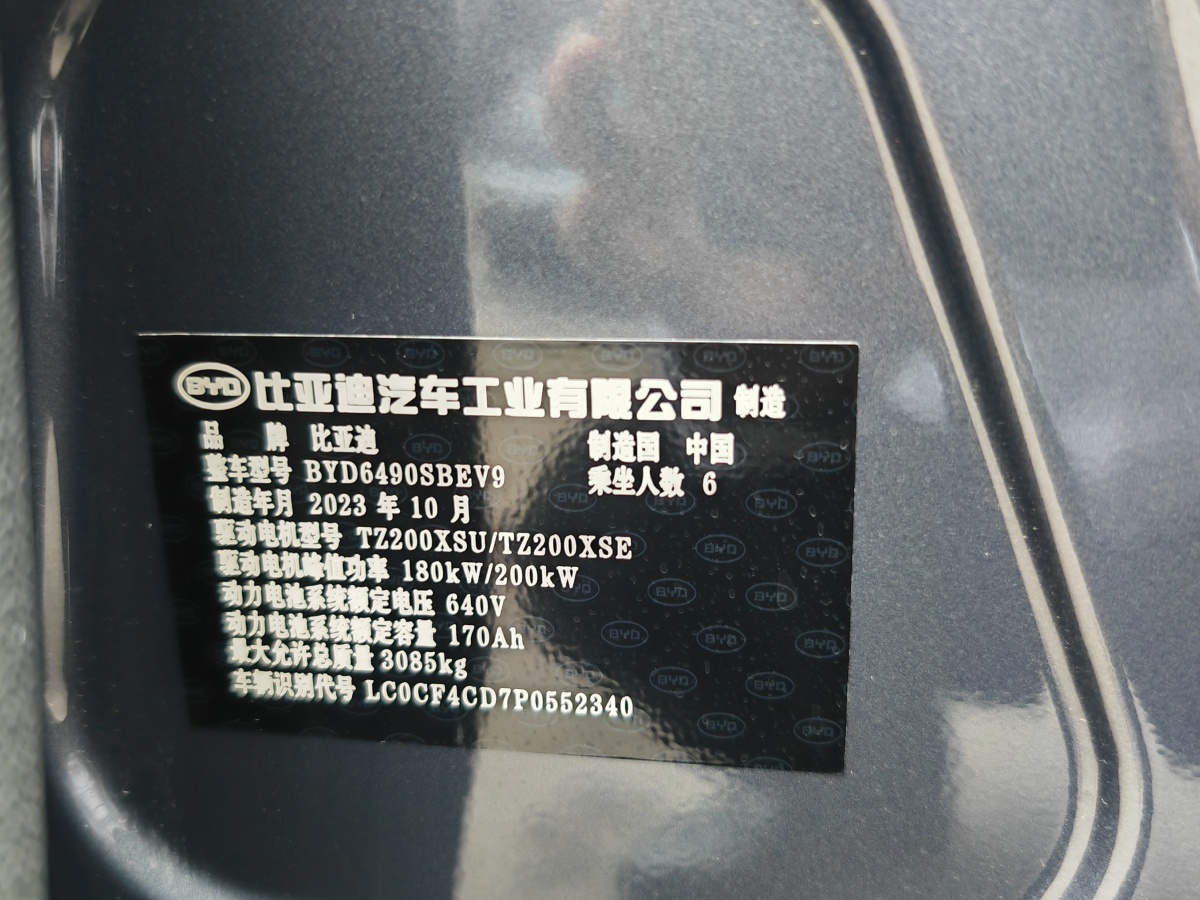 BYD 比亚迪汽车工业有限公司 制造
品 牌 比亚迪 制造国 中国
整车型号 BYD6490SBEV9 乘坐人数 6
制造年月 2023 年 10 月
驱动电机型号 TZ200XSU/TZ200XSE
驱动电机峰值功率 180kW/200kW
动力电池系统额定电压 640V
动力电池系统额定容量 170Ah
最大允许总质量 3085kg
车辆识别代号 LC0CF4CD7P0552340